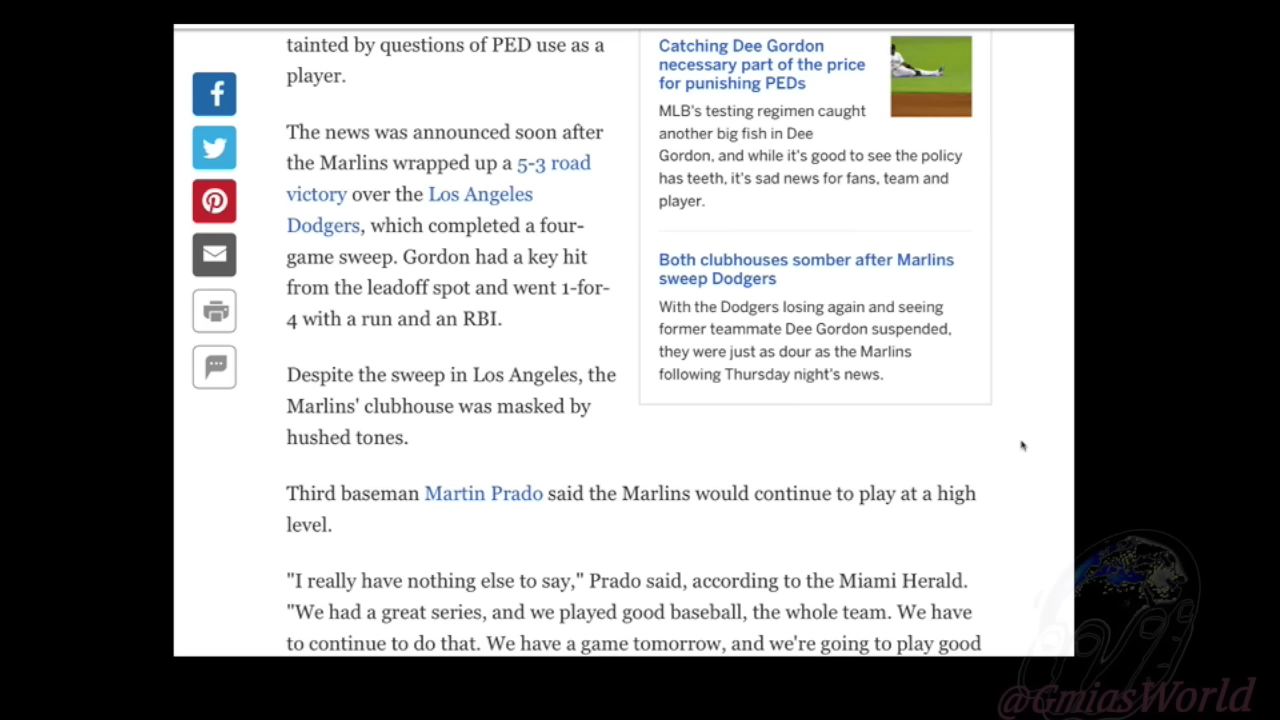 tainted by questions of PED use as a
player.
The news was announced soon after
the Marlins wrapped up a 5-3 road
victory over the Los Angeles
Dodgers, which completed a four-
game sweep. Gordon had a key hit
from the leadoff spot and went 1-for-
4 with a run and an RBI.
Despite the sweep in Los Angeles, the
Marlins' clubhouse was masked by
hushed tones.
Third baseman Martin Prado said the Marlins would continue to play at a high
level.
"I really have nothing else to say," Prado said, according to the Miami Herald.
"We had a great series, and we played good baseball, the whole team. We have
to continue to do that. We have a game tomorrow, and we're going to play good
Catching Dee Gordon
necessary part of the price
for punishing PEDs
MLB's testing regimen caught
another big fish in Dee
Gordon, and while it's good to see the policy
has teeth, it's sad news for fans, team and
player.
Both clubhouses somber after Marlins
sweep Dodgers
With the Dodgers losing again and seeing
former teammate Dee Gordon suspended,
they were just as dour as the Marlins
following Thursday night's news.
@GmiasWorld